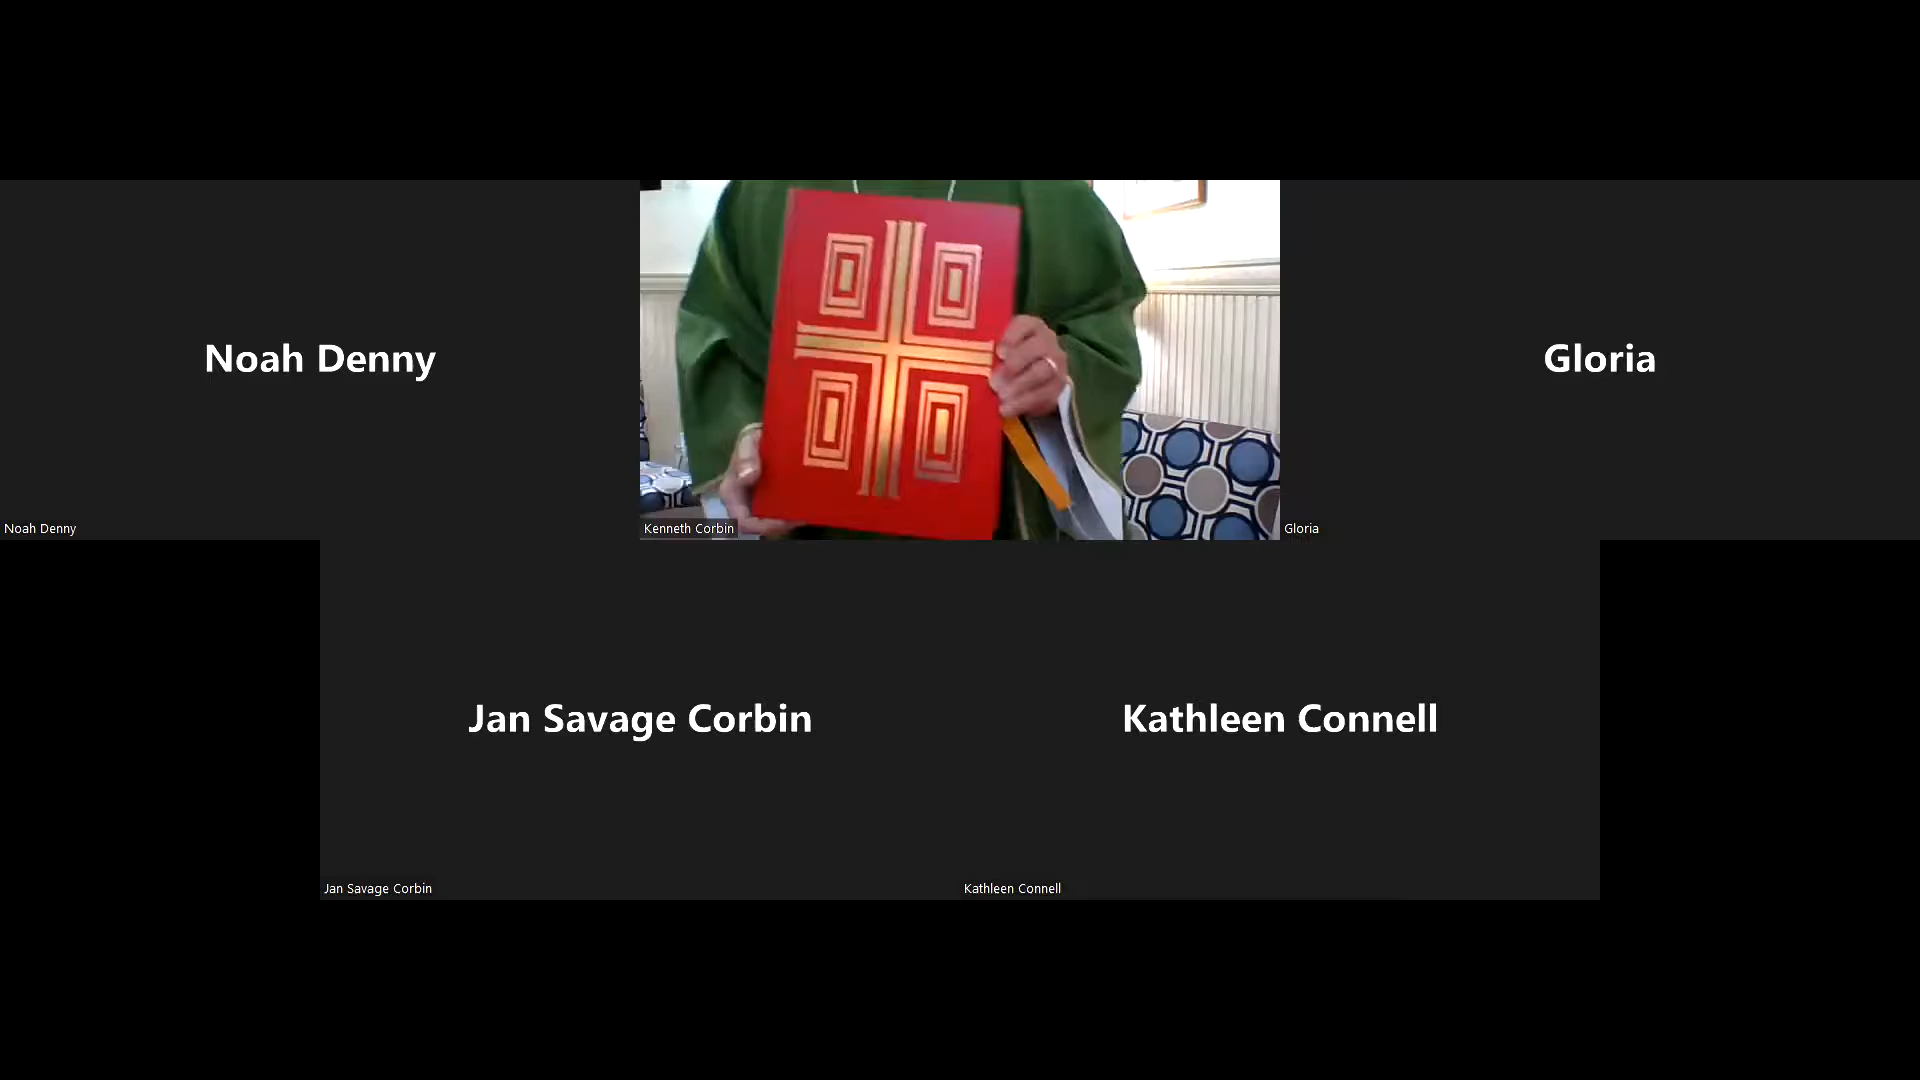 Noah Denny
Gloria
Noah Denny
Kenneth Corbin
Gloria
Jan Savage Corbin
Kathleen Connell
Jan Savage Corbin
Kathleen Connell